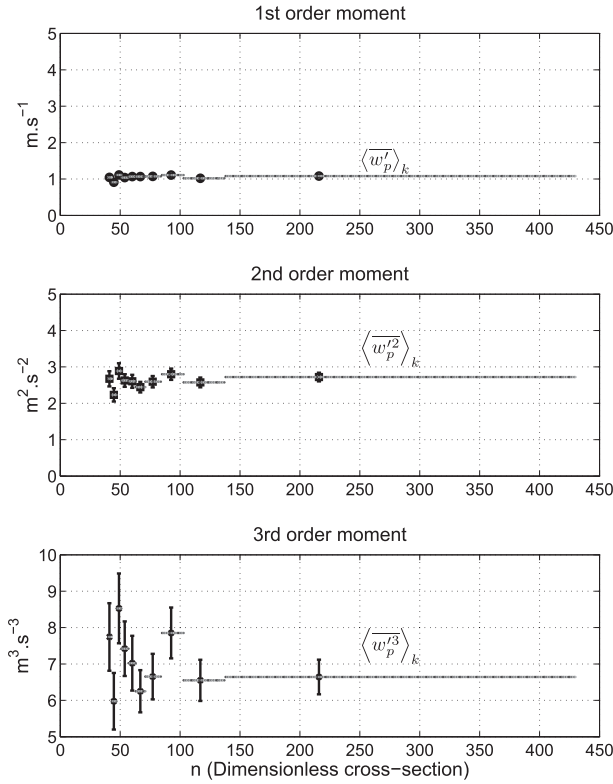 1st order moment
5
4
3
2
1
0
m.s⁻¹
⟨w̅′ₚ⟩ₖ
0 50 100 150 200 250 300 350 400 450
2nd order moment
5
4
3
2
1
0
m².s⁻²
⟨w̅′²ₚ⟩ₖ
0 50 100 150 200 250 300 350 400 450
3rd order moment
10
9
8
7
6
5
m³.s⁻³
⟨w̅′³ₚ⟩ₖ
0 50 100 150 200 250 300 350 400 450
n (Dimensionless cross−section)